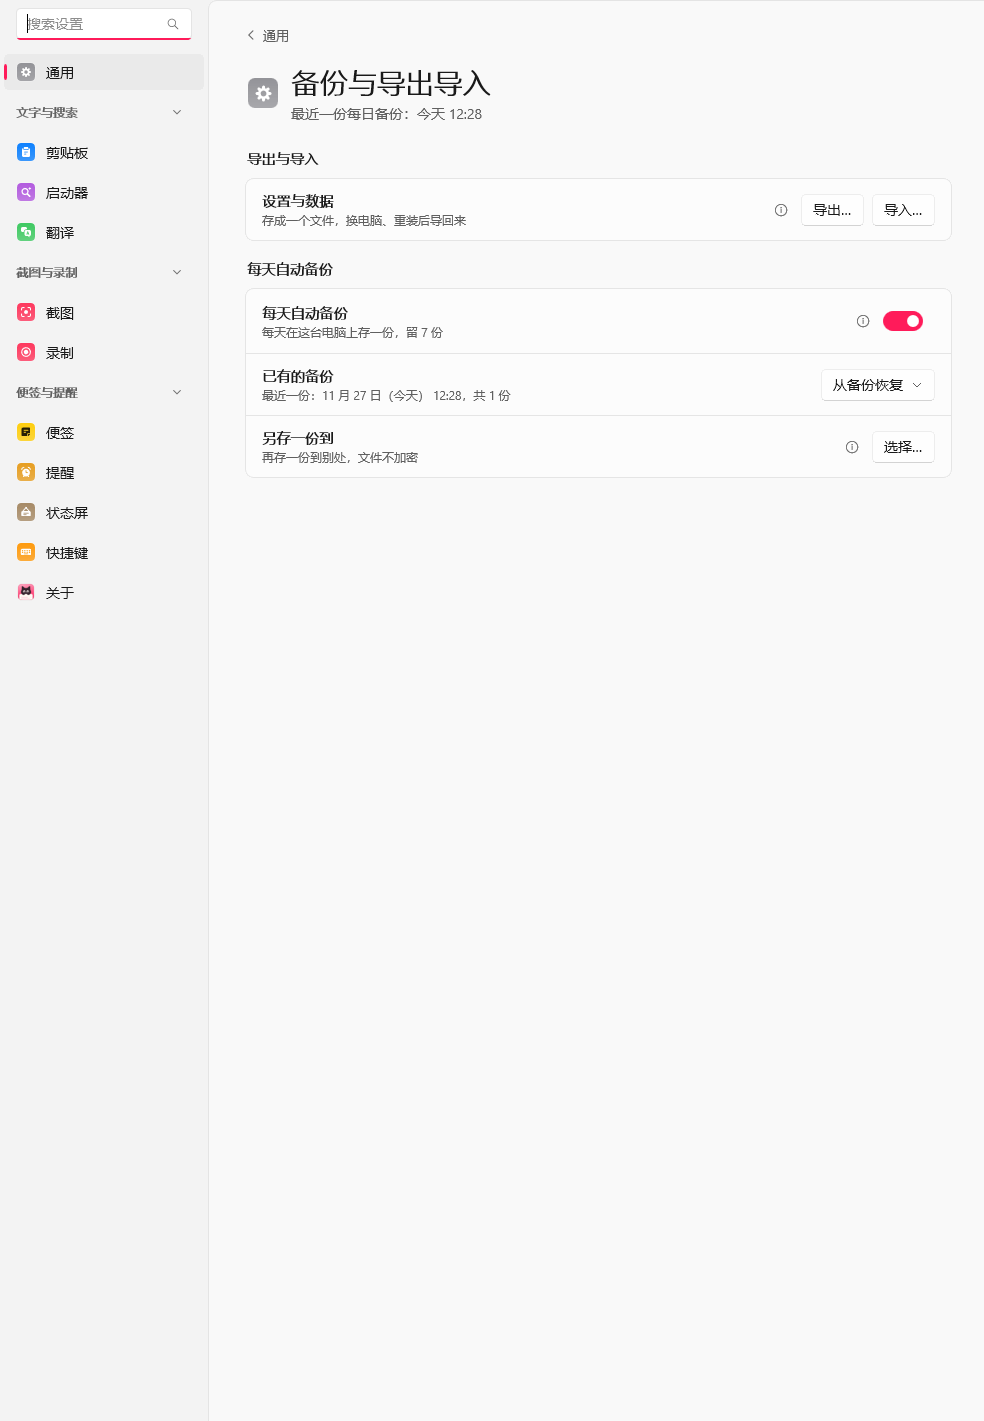 搜索设置
通用
文字与搜索
剪贴板
启动器
翻译
截图与录制
截图
录制
便签与提醒
便签
提醒
状态屏
快捷键
关于
通用
备份与导出导入
最近一份每日备份：今天 12:28
导出与导入
设置与数据
存成一个文件，换电脑、重装后导回来
导出...
导入...
每天自动备份
每天自动备份
每天在这台电脑上存一份，留 7 份
已有的备份
最近一份：11 月 27 日（今天） 12:28，共 1 份
从备份恢复
另存一份到
再存一份到别处，文件不加密
选择...